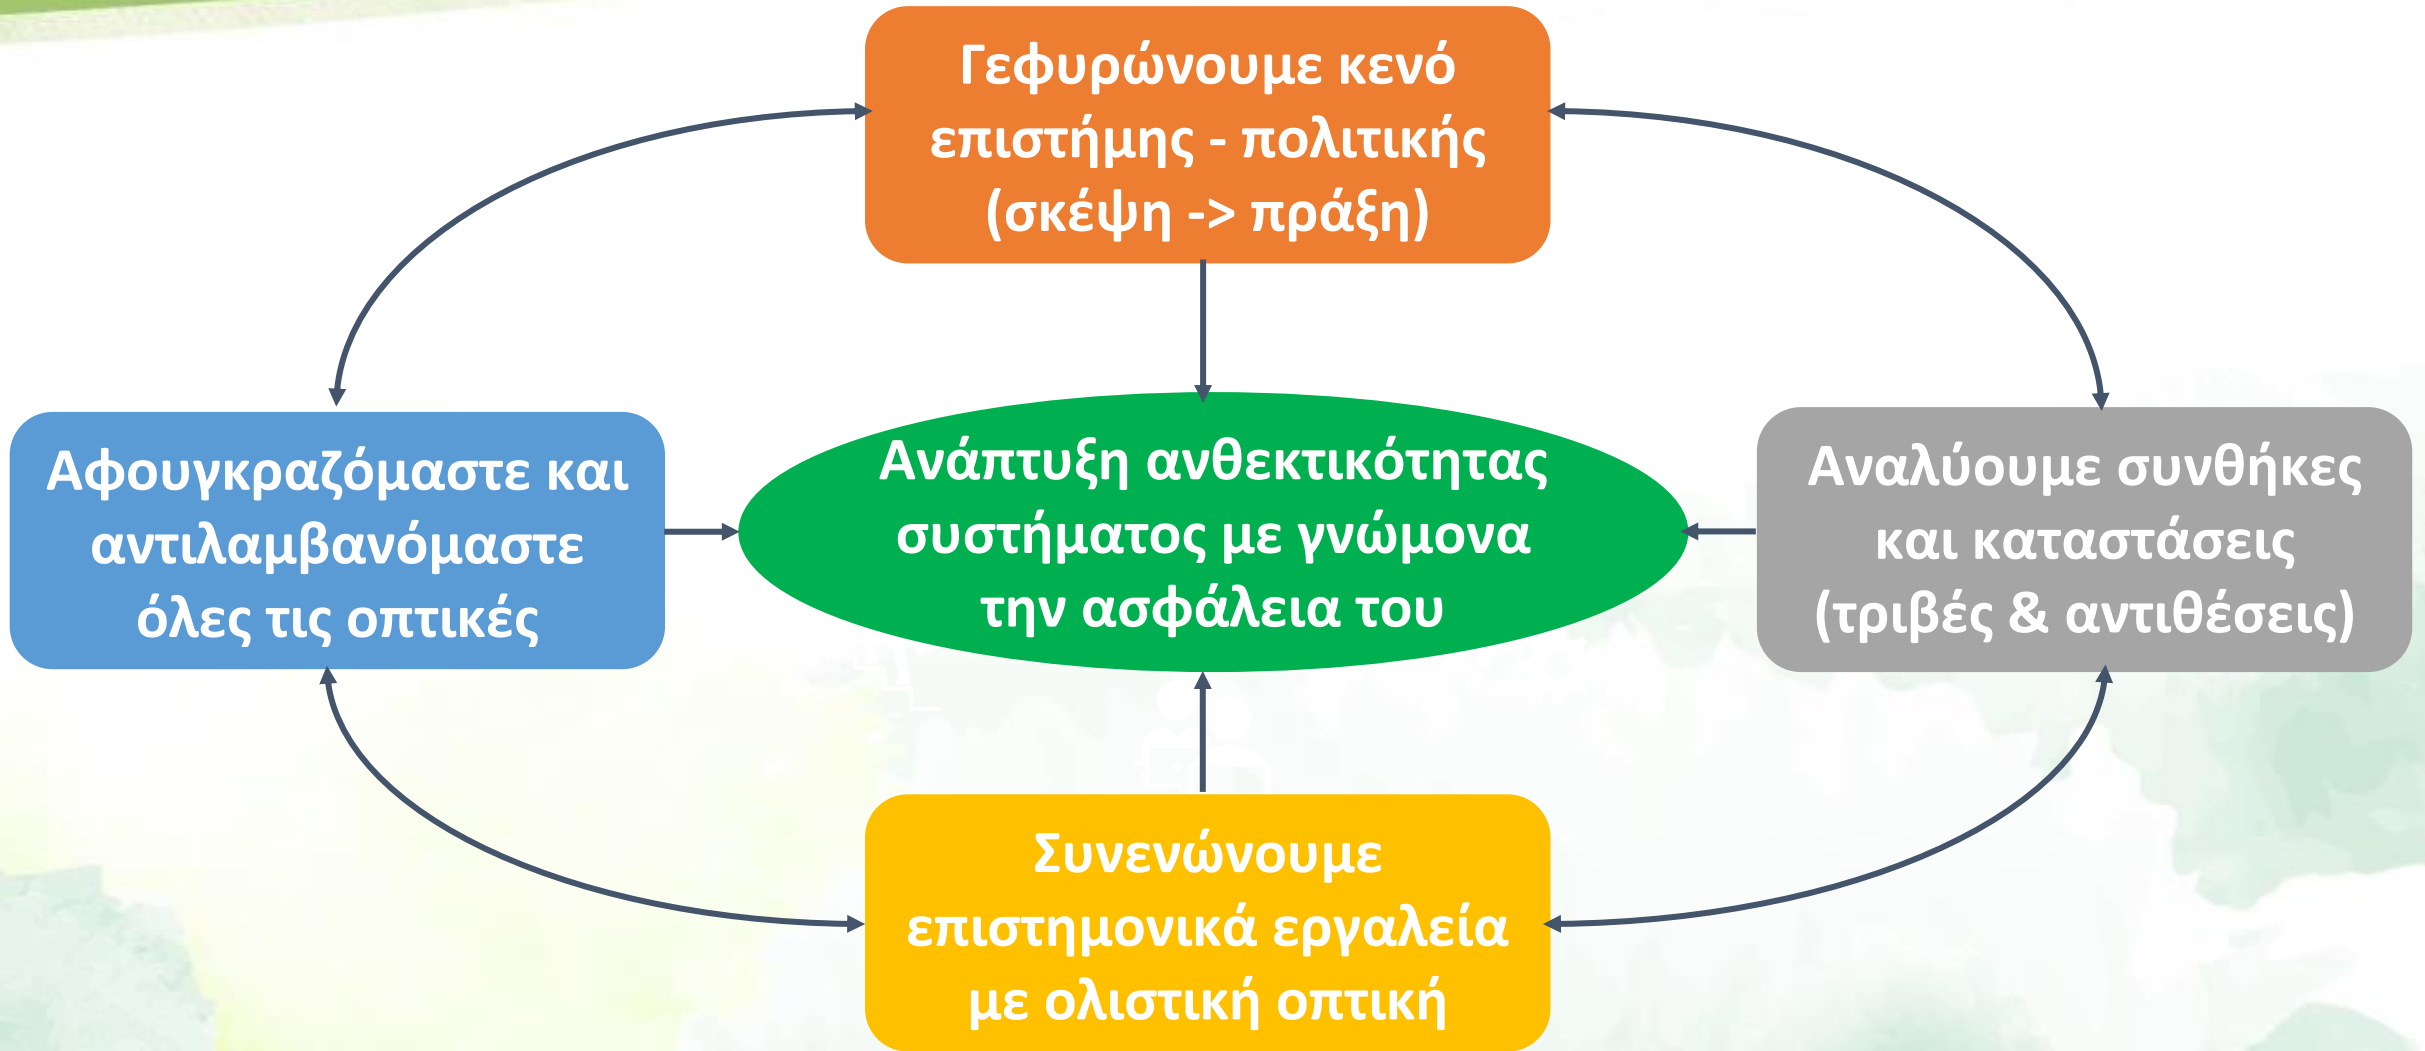 Γεφυρώνουμε κενό
επιστήμης - πολιτικής
(σκέψη -> πράξη)
Αφουγκραζόμαστε και
αντιλαμβανόμαστε
όλες τις οπτικές
Ανάπτυξη ανθεκτικότητας
συστήματος με γνώμονα
την ασφάλεια του
Αναλύουμε συνθήκες
και καταστάσεις
(τριβές & αντιθέσεις)
Συνενώνουμε
επιστημονικά εργαλεία
με ολιστική οπτική